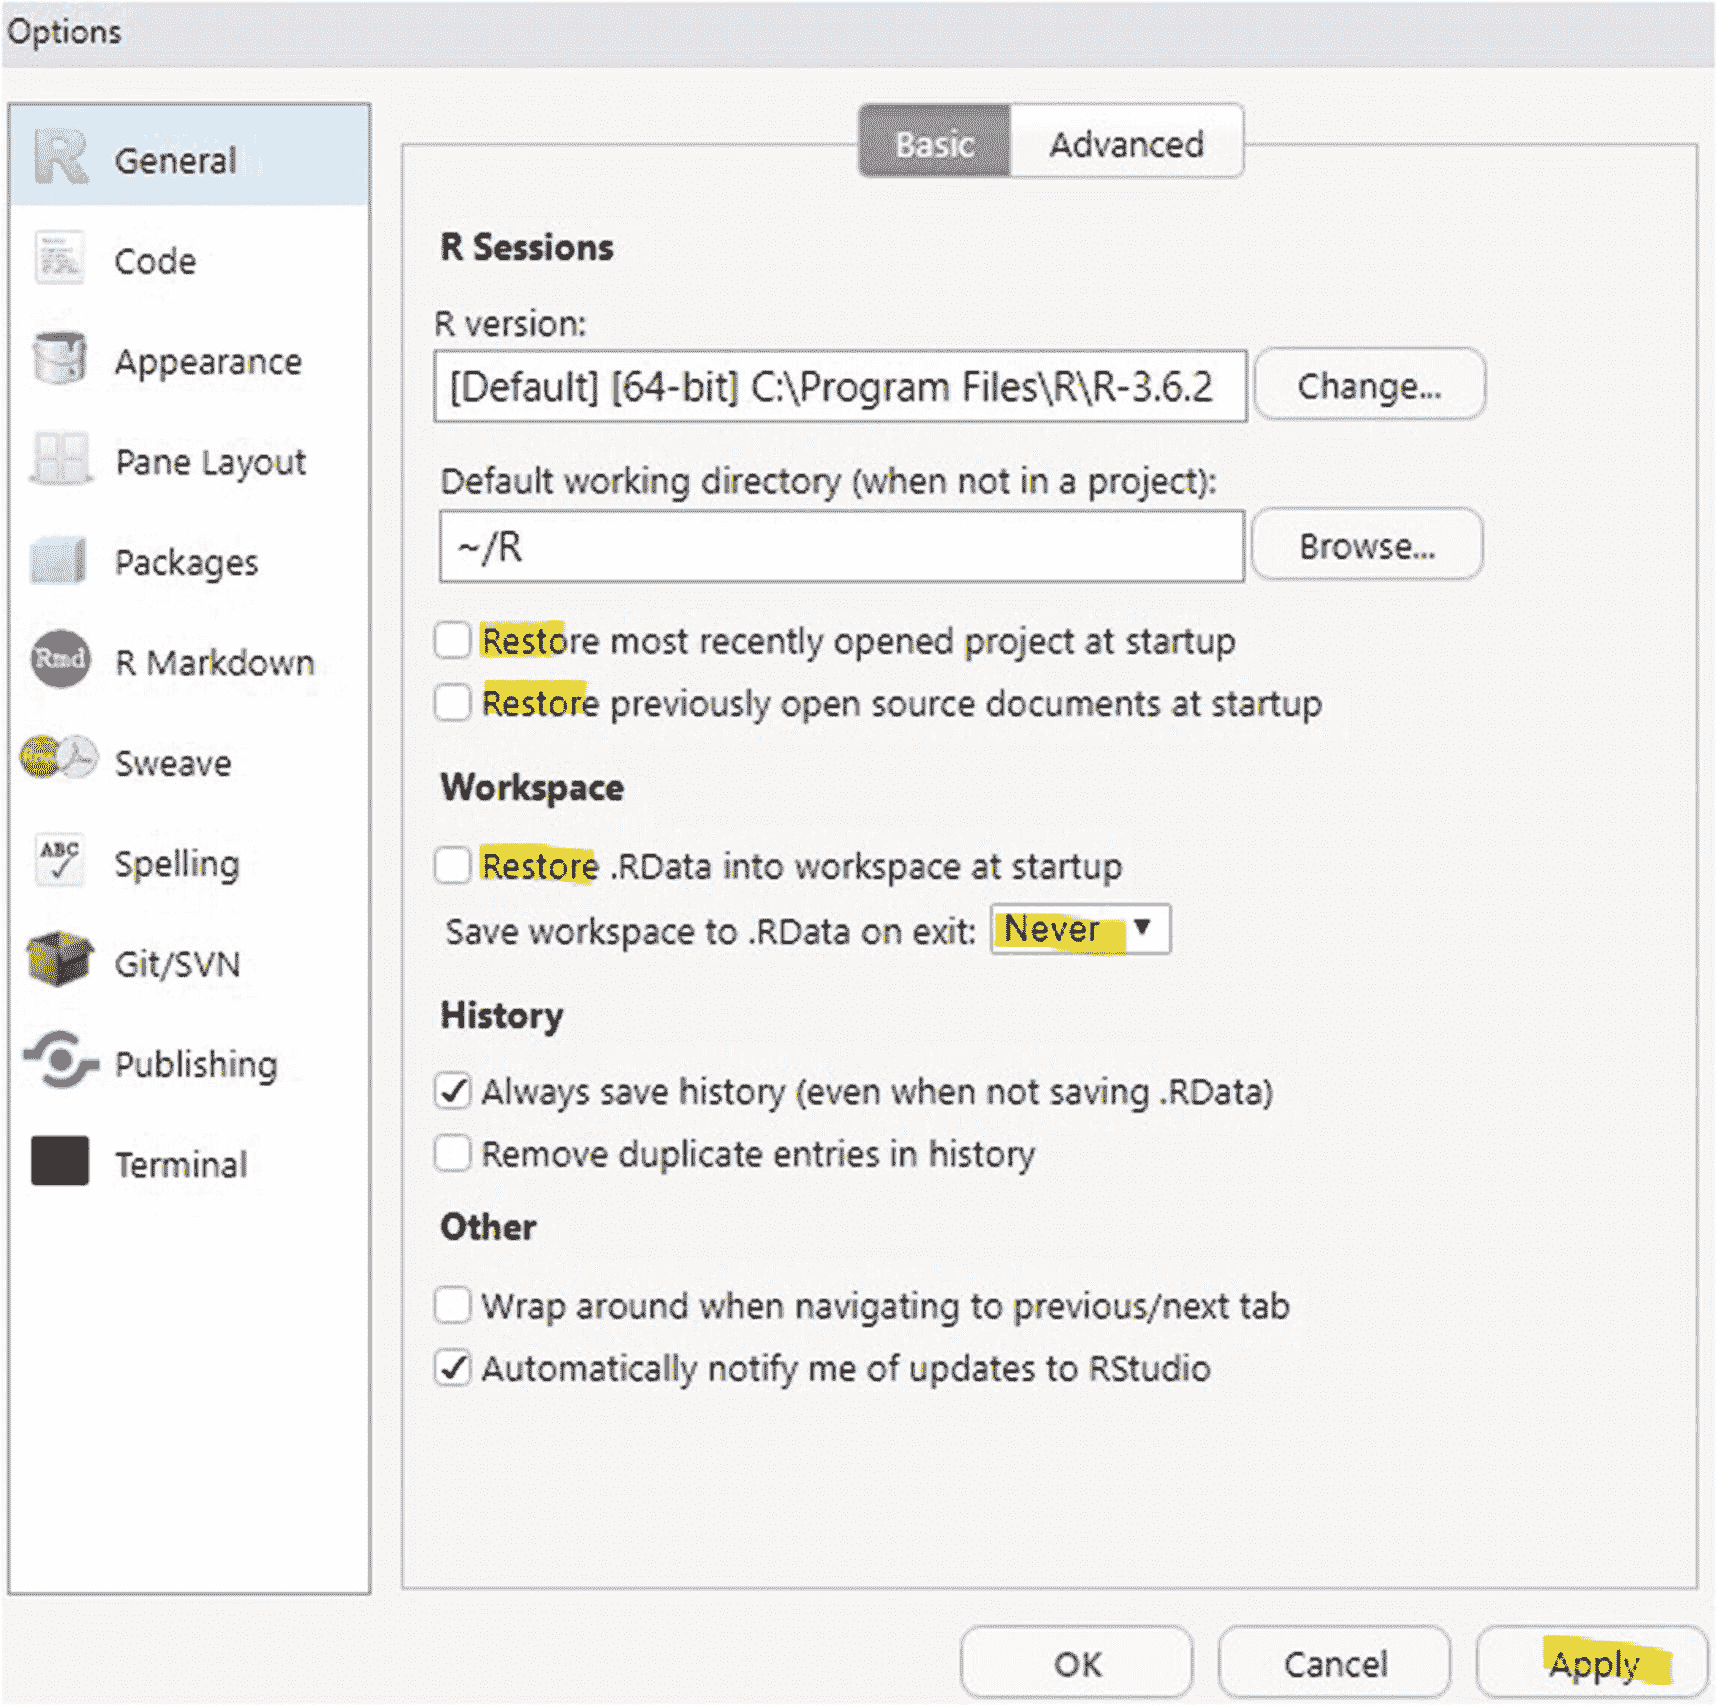 Options
General
Code
Appearance
Pane Layout
Packages
Rmd R Markdown
Sweave
ABC Spelling
Git/SVN
Publishing
Terminal
Basic Advanced
R Sessions
R version:
[Default] [64-bit] C:\Program Files\R\R-3.6.2 Change...
Default working directory (when not in a project):
~/R Browse...
Restore most recently opened project at startup
Restore previously open source documents at startup
Workspace
Restore .RData into workspace at startup
Save workspace to .RData on exit: Never
History
Always save history (even when not saving .RData)
Remove duplicate entries in history
Other
Wrap around when navigating to previous/next tab
Automatically notify me of updates to RStudio
OK Cancel Apply